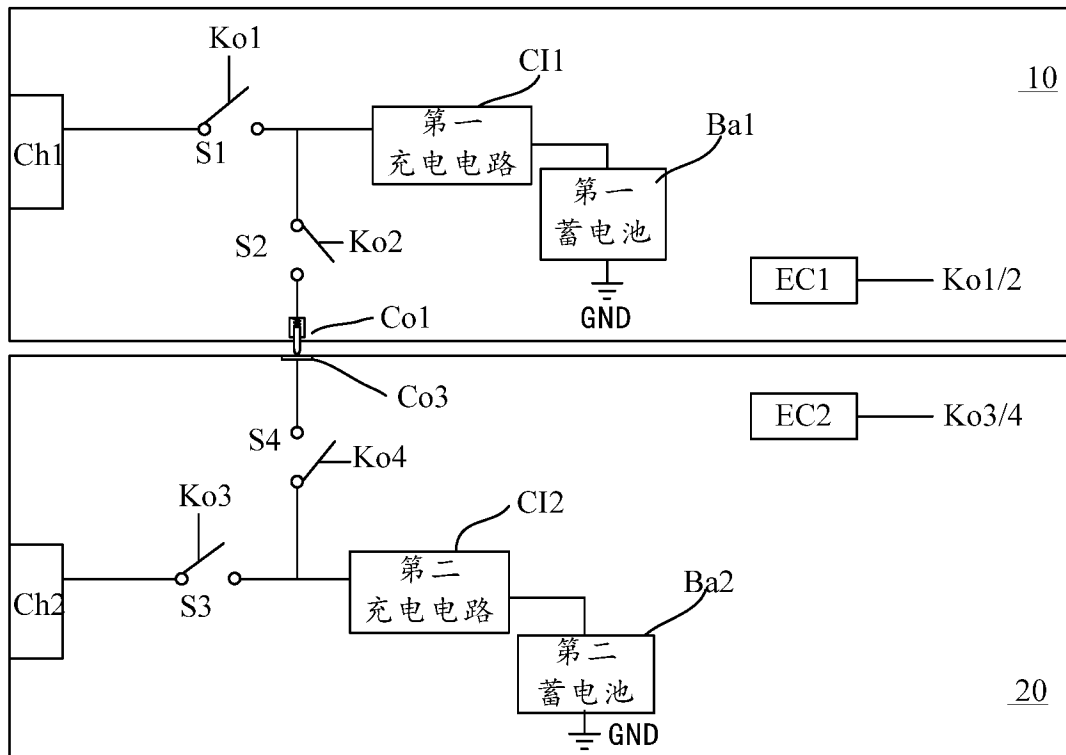 Ko1
CI1
10
Ch1
S1
第一
充电电路
Ba1
第一
蓄电池
S2
Ko2
EC1
Ko1/2
GND
Co1
Co3
EC2
Ko3/4
S4
Ko4
Ko3
CI2
Ch2
S3
第二
充电电路
Ba2
第二
蓄电池
20
GND